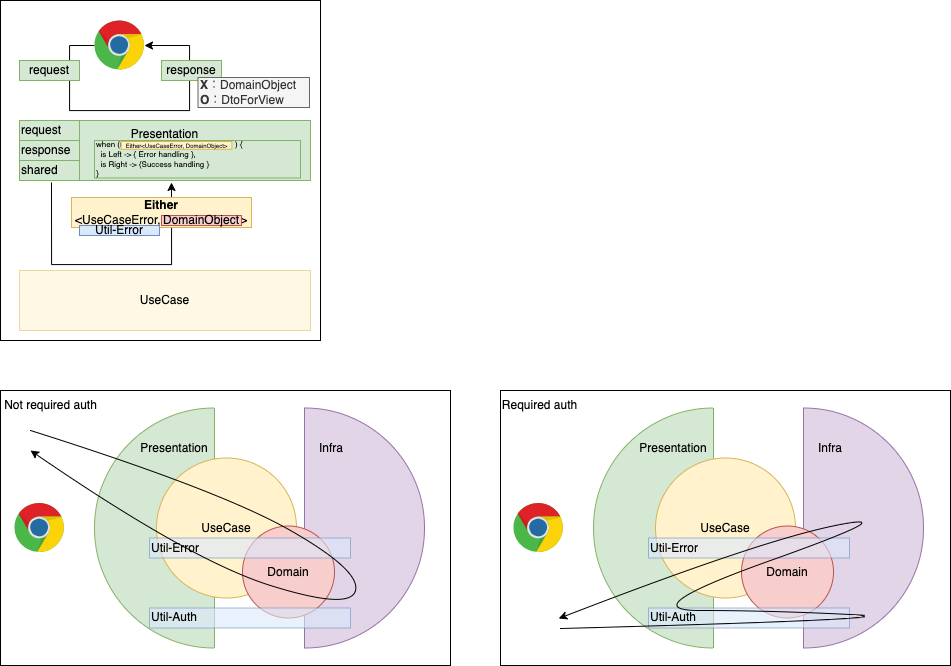 request
response
X：DomainObject
O：DtoForView
request
response
shared
Presentation
when (Either<UseCaseError, DomainObject>) {
is Left -> { Error handling },
is Right -> {Success handling }
}
Either
<UseCaseError,DomainObject>
Util-Error
UseCase
Not required auth
Presentation
Infra
UseCase
Util-Error
Domain
Util-Auth
Required auth
Presentation
Infra
UseCase
Util-Error
Domain
Util-Auth